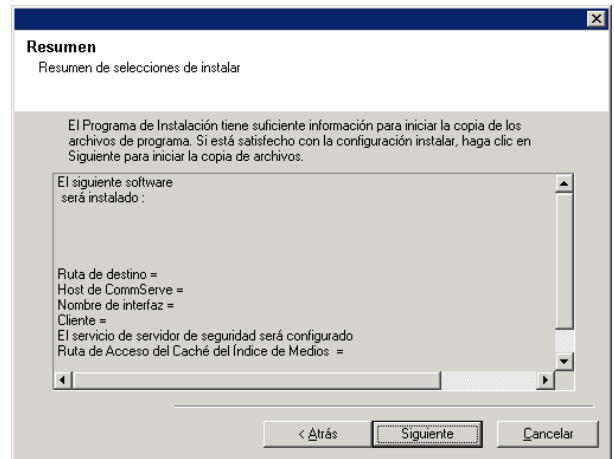 Resumen
Resumen de selecciones de instalar
El Programa de Instalación tiene suficiente información para iniciar la copia de los
archivos de programa. Si está satisfecho con la configuración instalar, haga clic en
Siguiente para iniciar la copia de archivos.
El siguiente software
será instalado :
Ruta de destino =
Host de CommServe =
Nombre de interfaz =
Cliente =
El servicio de servidor de seguridad será configurado
Ruta de Acceso del Caché del Índice de Medios =
< Atrás
Siguiente
Cancelar